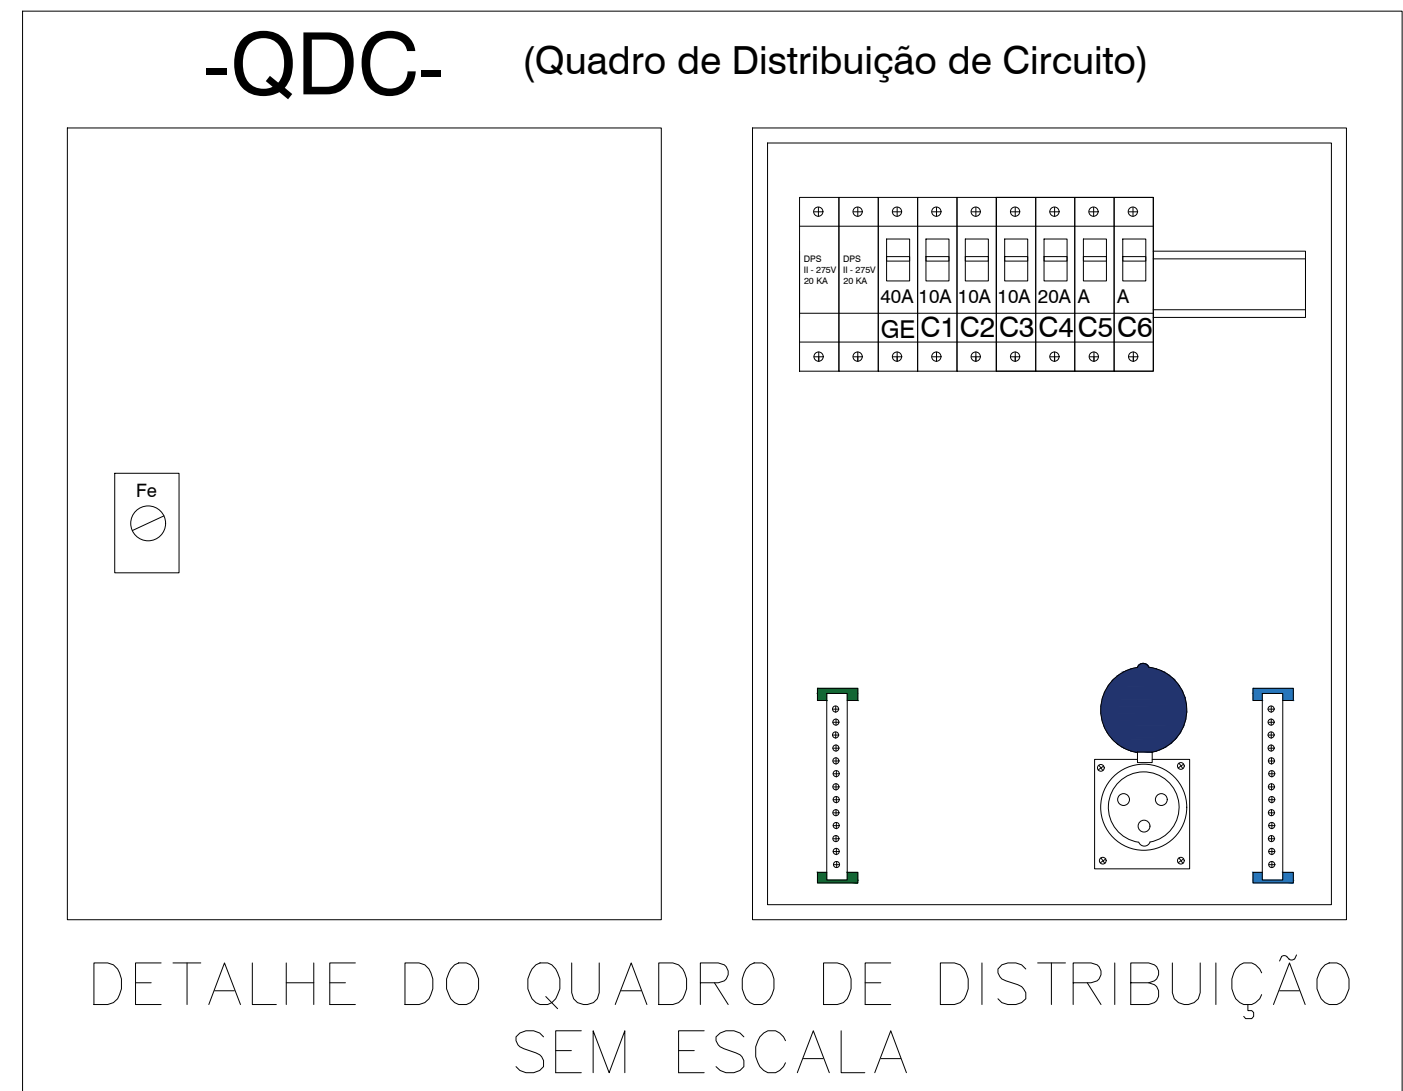 -QDC- (Quadro de Distribuição de Circuito)
DPS DPS
II - 275V II - 275V
20 KA 20 KA
40A 10A 10A 10A 20A A A
GE C1 C2 C3 C4 C5 C6
Fe
DETALHE DO QUADRO DE DISTRIBUIÇÃO
SEM ESCALA